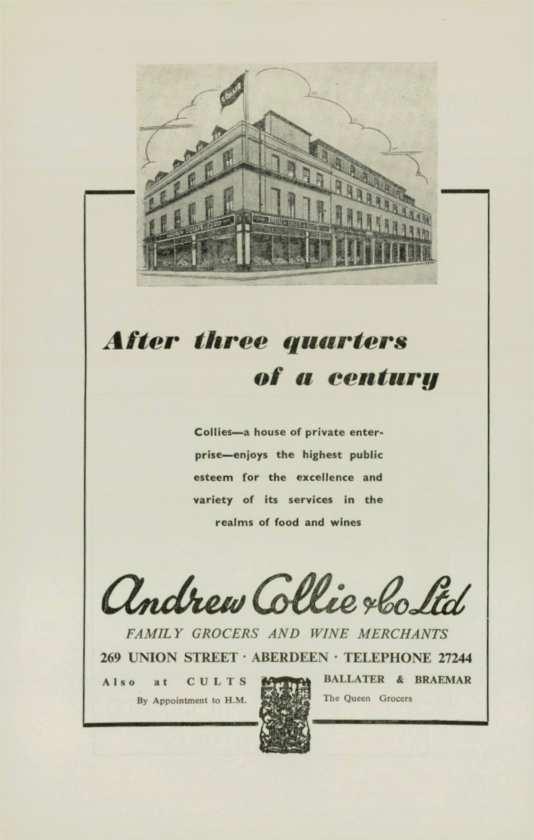 COLLIE
After three quarters
of a century
Collies—a house of private enter-
prise—enjoys the highest public
esteem for the excellence and
variety of its services in the
realms of food and wines
Andrew Collie & Co Ltd
FAMILY GROCERS AND WINE MERCHANTS
269 UNION STREET · ABERDEEN · TELEPHONE 27244
Also at CULTS
BALLATER & BRAEMAR
By Appointment to H.M.
The Queen Grocers